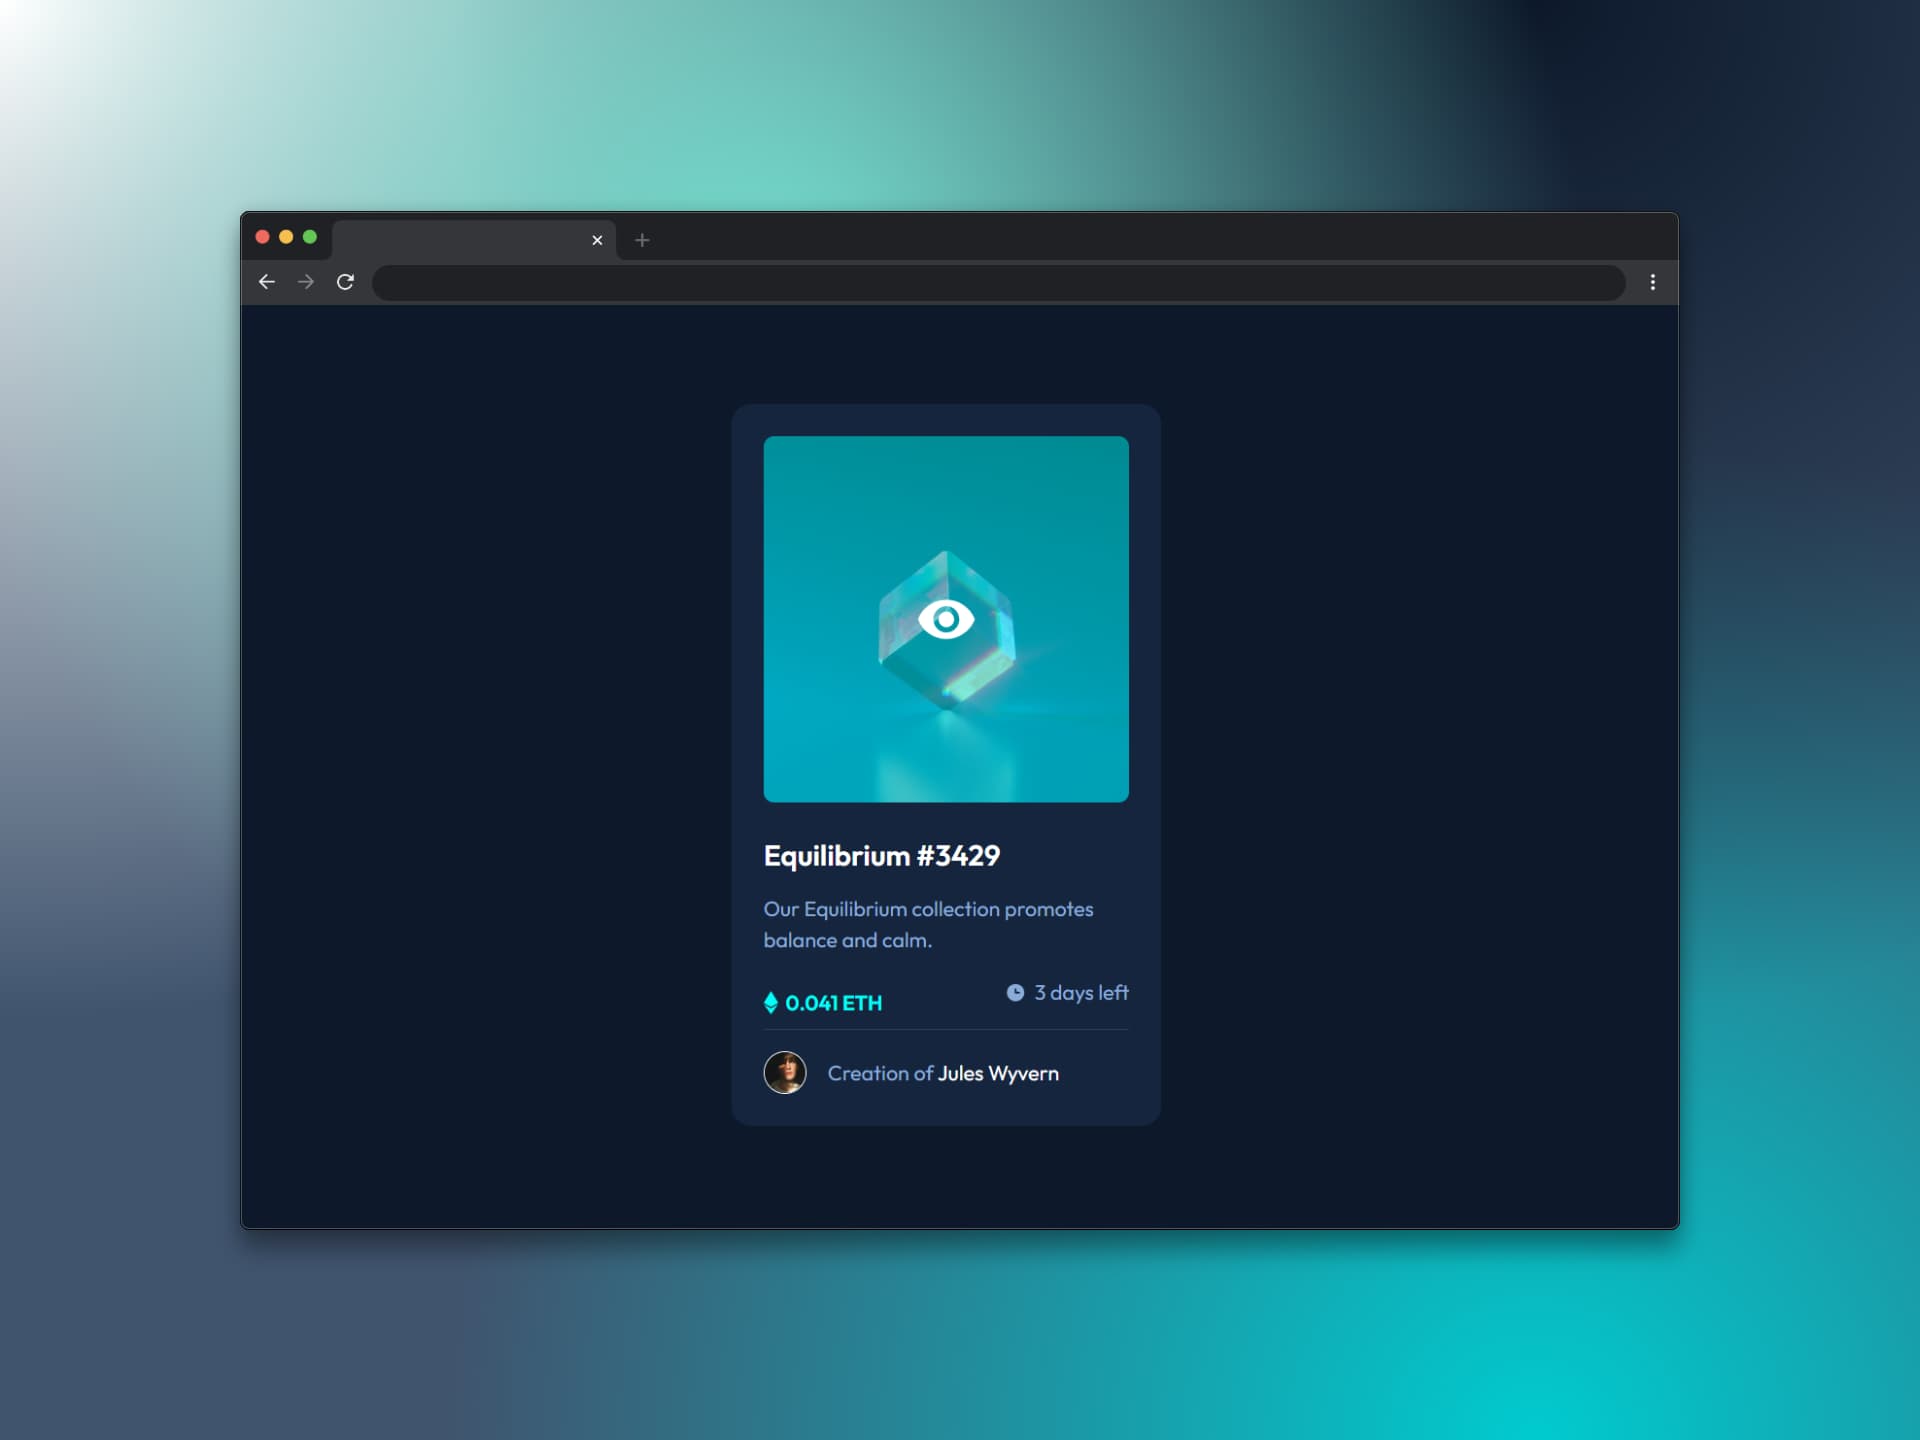 Equilibrium #3429
Our Equilibrium collection promotes
balance and calm.
0.041 ETH
3 days left
Creation of Jules Wyvern